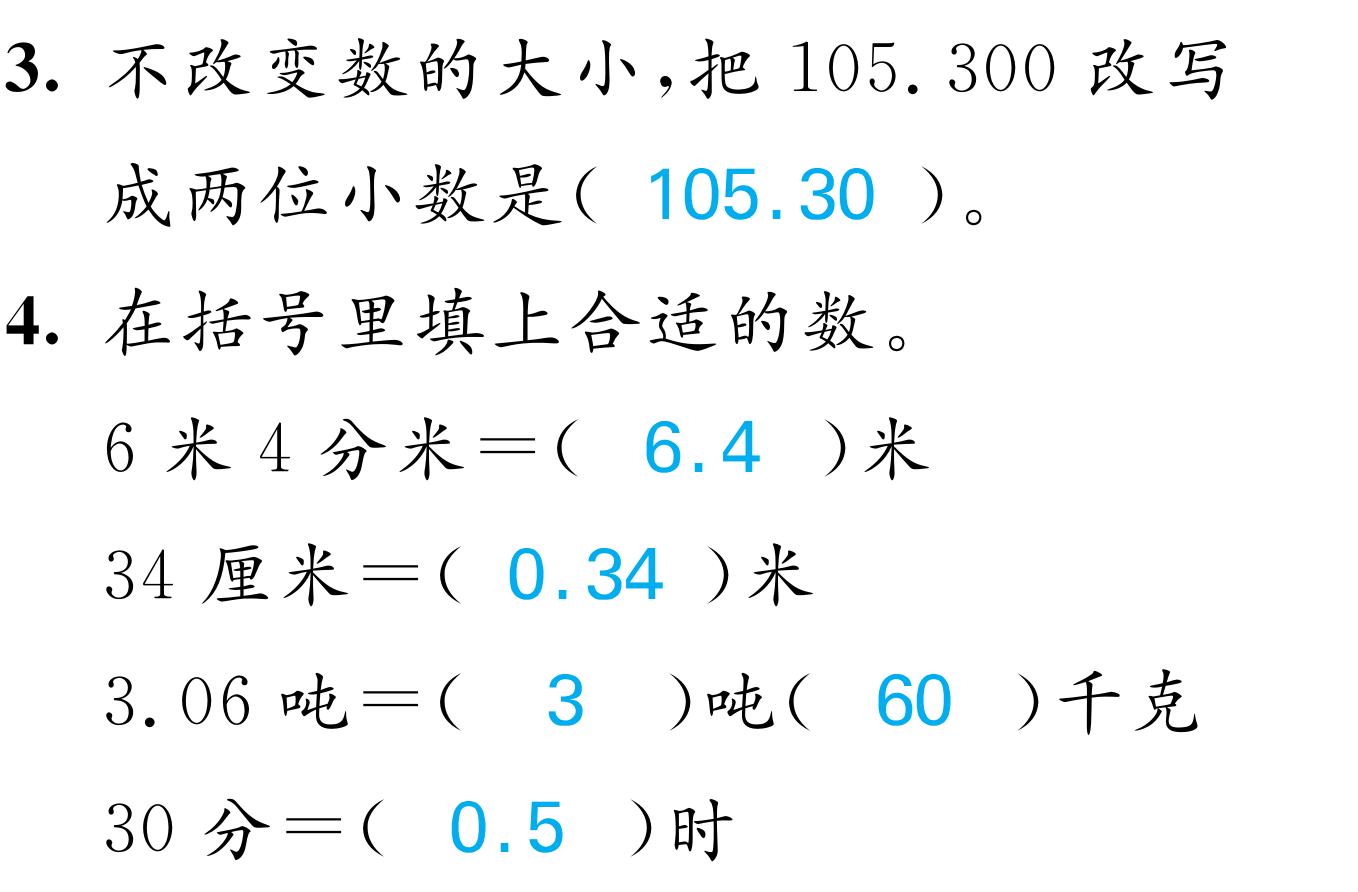 3. 不改变数的大小,把 105.300 改写
成两位小数是( 105.30 )。
4. 在括号里填上合适的数。
6 米 4 分米=( 6.4 )米
34 厘米=( 0.34 )米
3.06 吨=( 3 )吨( 60 )千克
30 分=( 0.5 )时